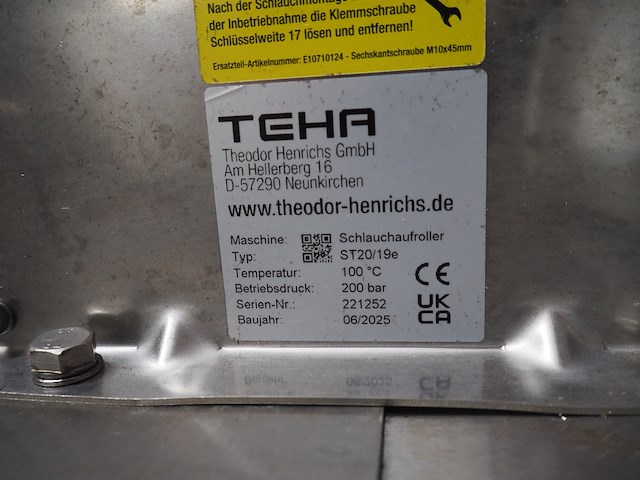 Nach der Schlauchmontage
der Inbetriebnahme die Klemmschraube
Schlüsselweite 17 lösen und entfernen!
Ersatzteil-Artikelnummer: E10710124 - Sechskantschraube M10x45mm
TEHA
Theodor Henrichs GmbH
Am Hellerberg 16
D-57290 Neunkirchen
www.theodor-henrichs.de
Maschine: Schlauchaufroller
Typ: ST20/19e
Temperatur: 100 °C
Betriebsdruck: 200 bar
Serien-Nr.: 221252
Baujahr: 06/2025
CE
UK
CA